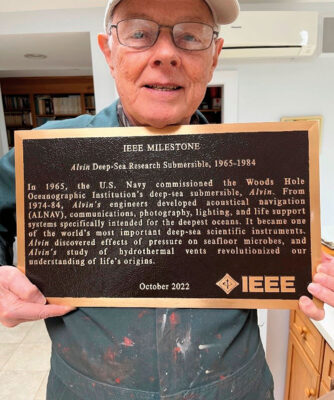 IEEE MILESTONE
Alvin Deep-Sea Research Submersible, 1965-1984
In 1965, the U.S. Navy commissioned the Woods Hole
Oceanographic Institution's deep-sea submersible, Alvin. From
1974-84, Alvin's engineers developed acoustical navigation
(ALNAV), communications, photography, lighting, and life support
systems specifically intended for the deepest oceans. It became one
of the world's most important deep-sea scientific instruments.
Alvin discovered effects of pressure on seafloor microbes, and
Alvin's study of hydrothermal vents revolutionized our
understanding of life's origins.
October 2022
IEEE